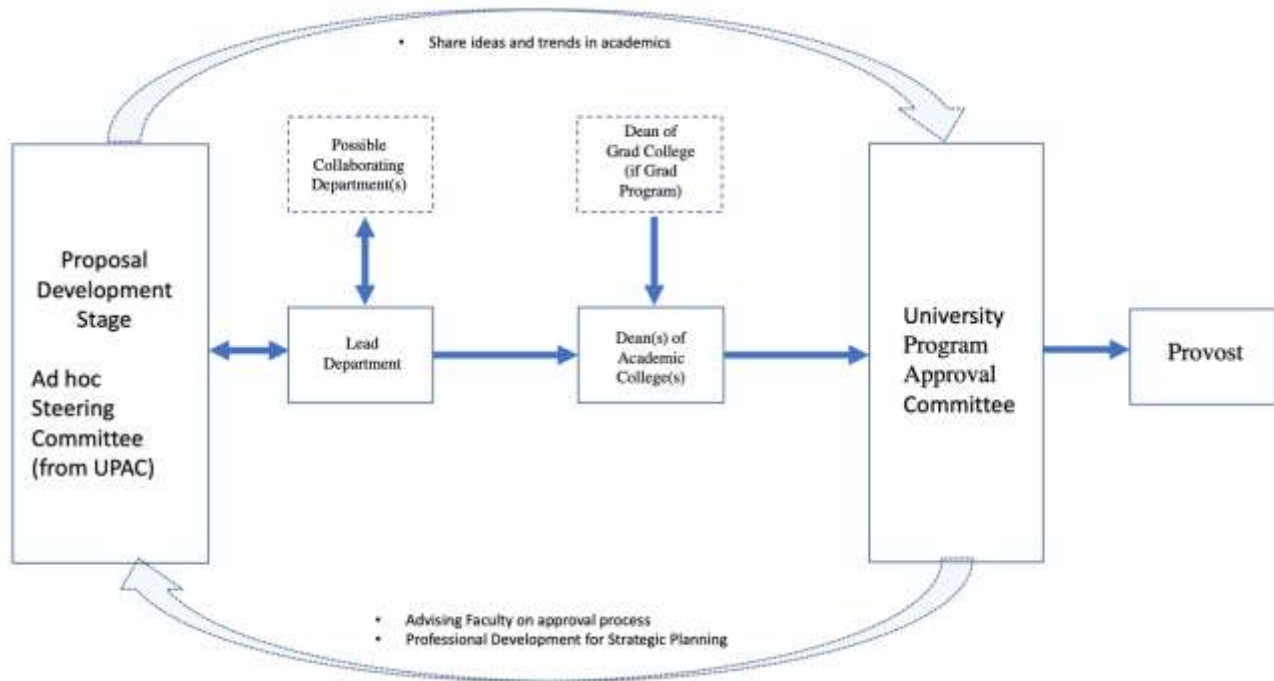 • Share ideas and trends in academics
Possible
Collaborating
Department(s)
Dean of
Grad College
(if Grad
Program)
Proposal
Development
Stage
Ad hoc
Steering
Committee
(from UPAC)
Lead
Department
Dean(s) of
Academic
College(s)
University
Program
Approval
Committee
Provost
• Advising Faculty on approval process
• Professional Development for Strategic Planning